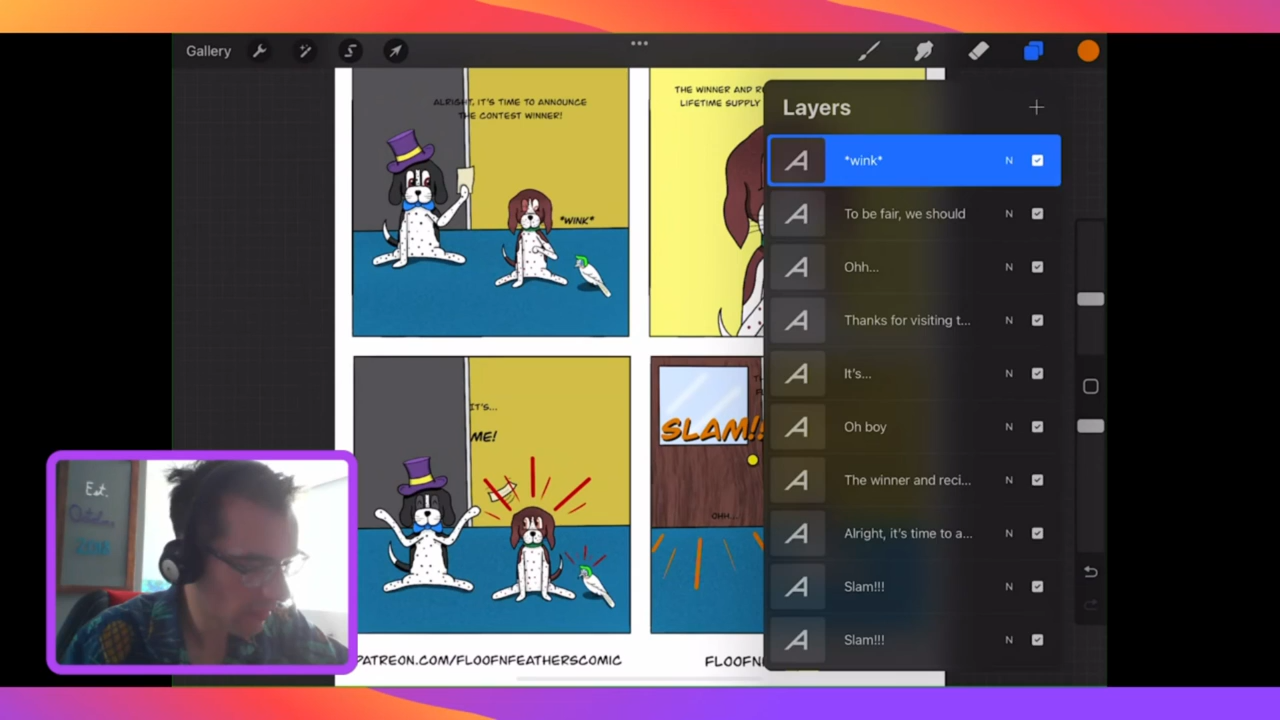 Gallery
ALRIGHT, IT'S TIME TO ANNOUNCE
THE CONTEST WINNER!
*WINK*
THE WINNER AND R
LIFETIME SUPPLY
IT'S...
ME!
SLAM!!
OHH...
PATREON.COM/FLOOFNFEATHERSCOMIC
FLOOFN
Layers
*wink*
N
To be fair, we should
N
Ohh...
N
Thanks for visiting t...
N
It's...
N
Oh boy
N
The winner and reci...
N
Alright, it's time to a...
N
Slam!!!
N
Slam!!!
N
Est.